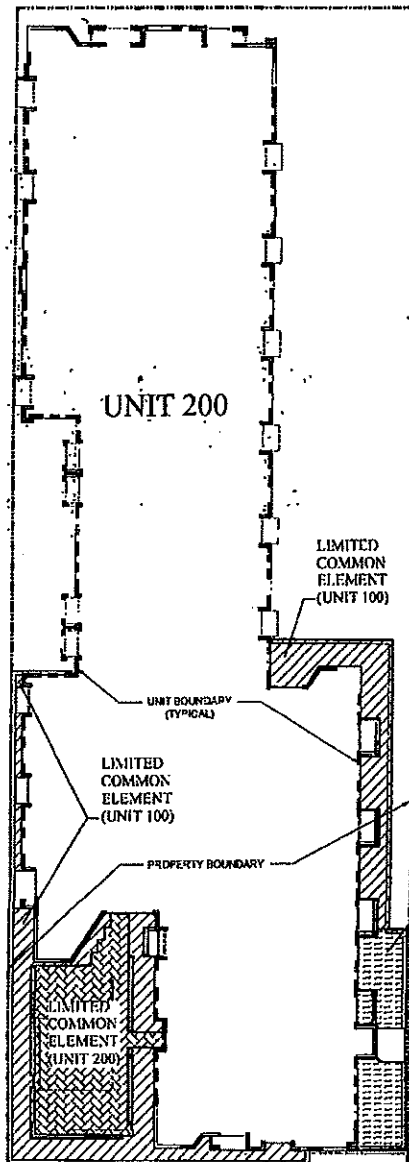 UNIT 200
LIMITED
COMMON
ELEMENT
(UNIT 100)
UNIT BOUNDARY
(TYPICAL)
LIMITED
COMMON
ELEMENT
(UNIT 100)
PROPERTY BOUNDARY
LIMITED
COMMON
ELEMENT
(UNIT 200)